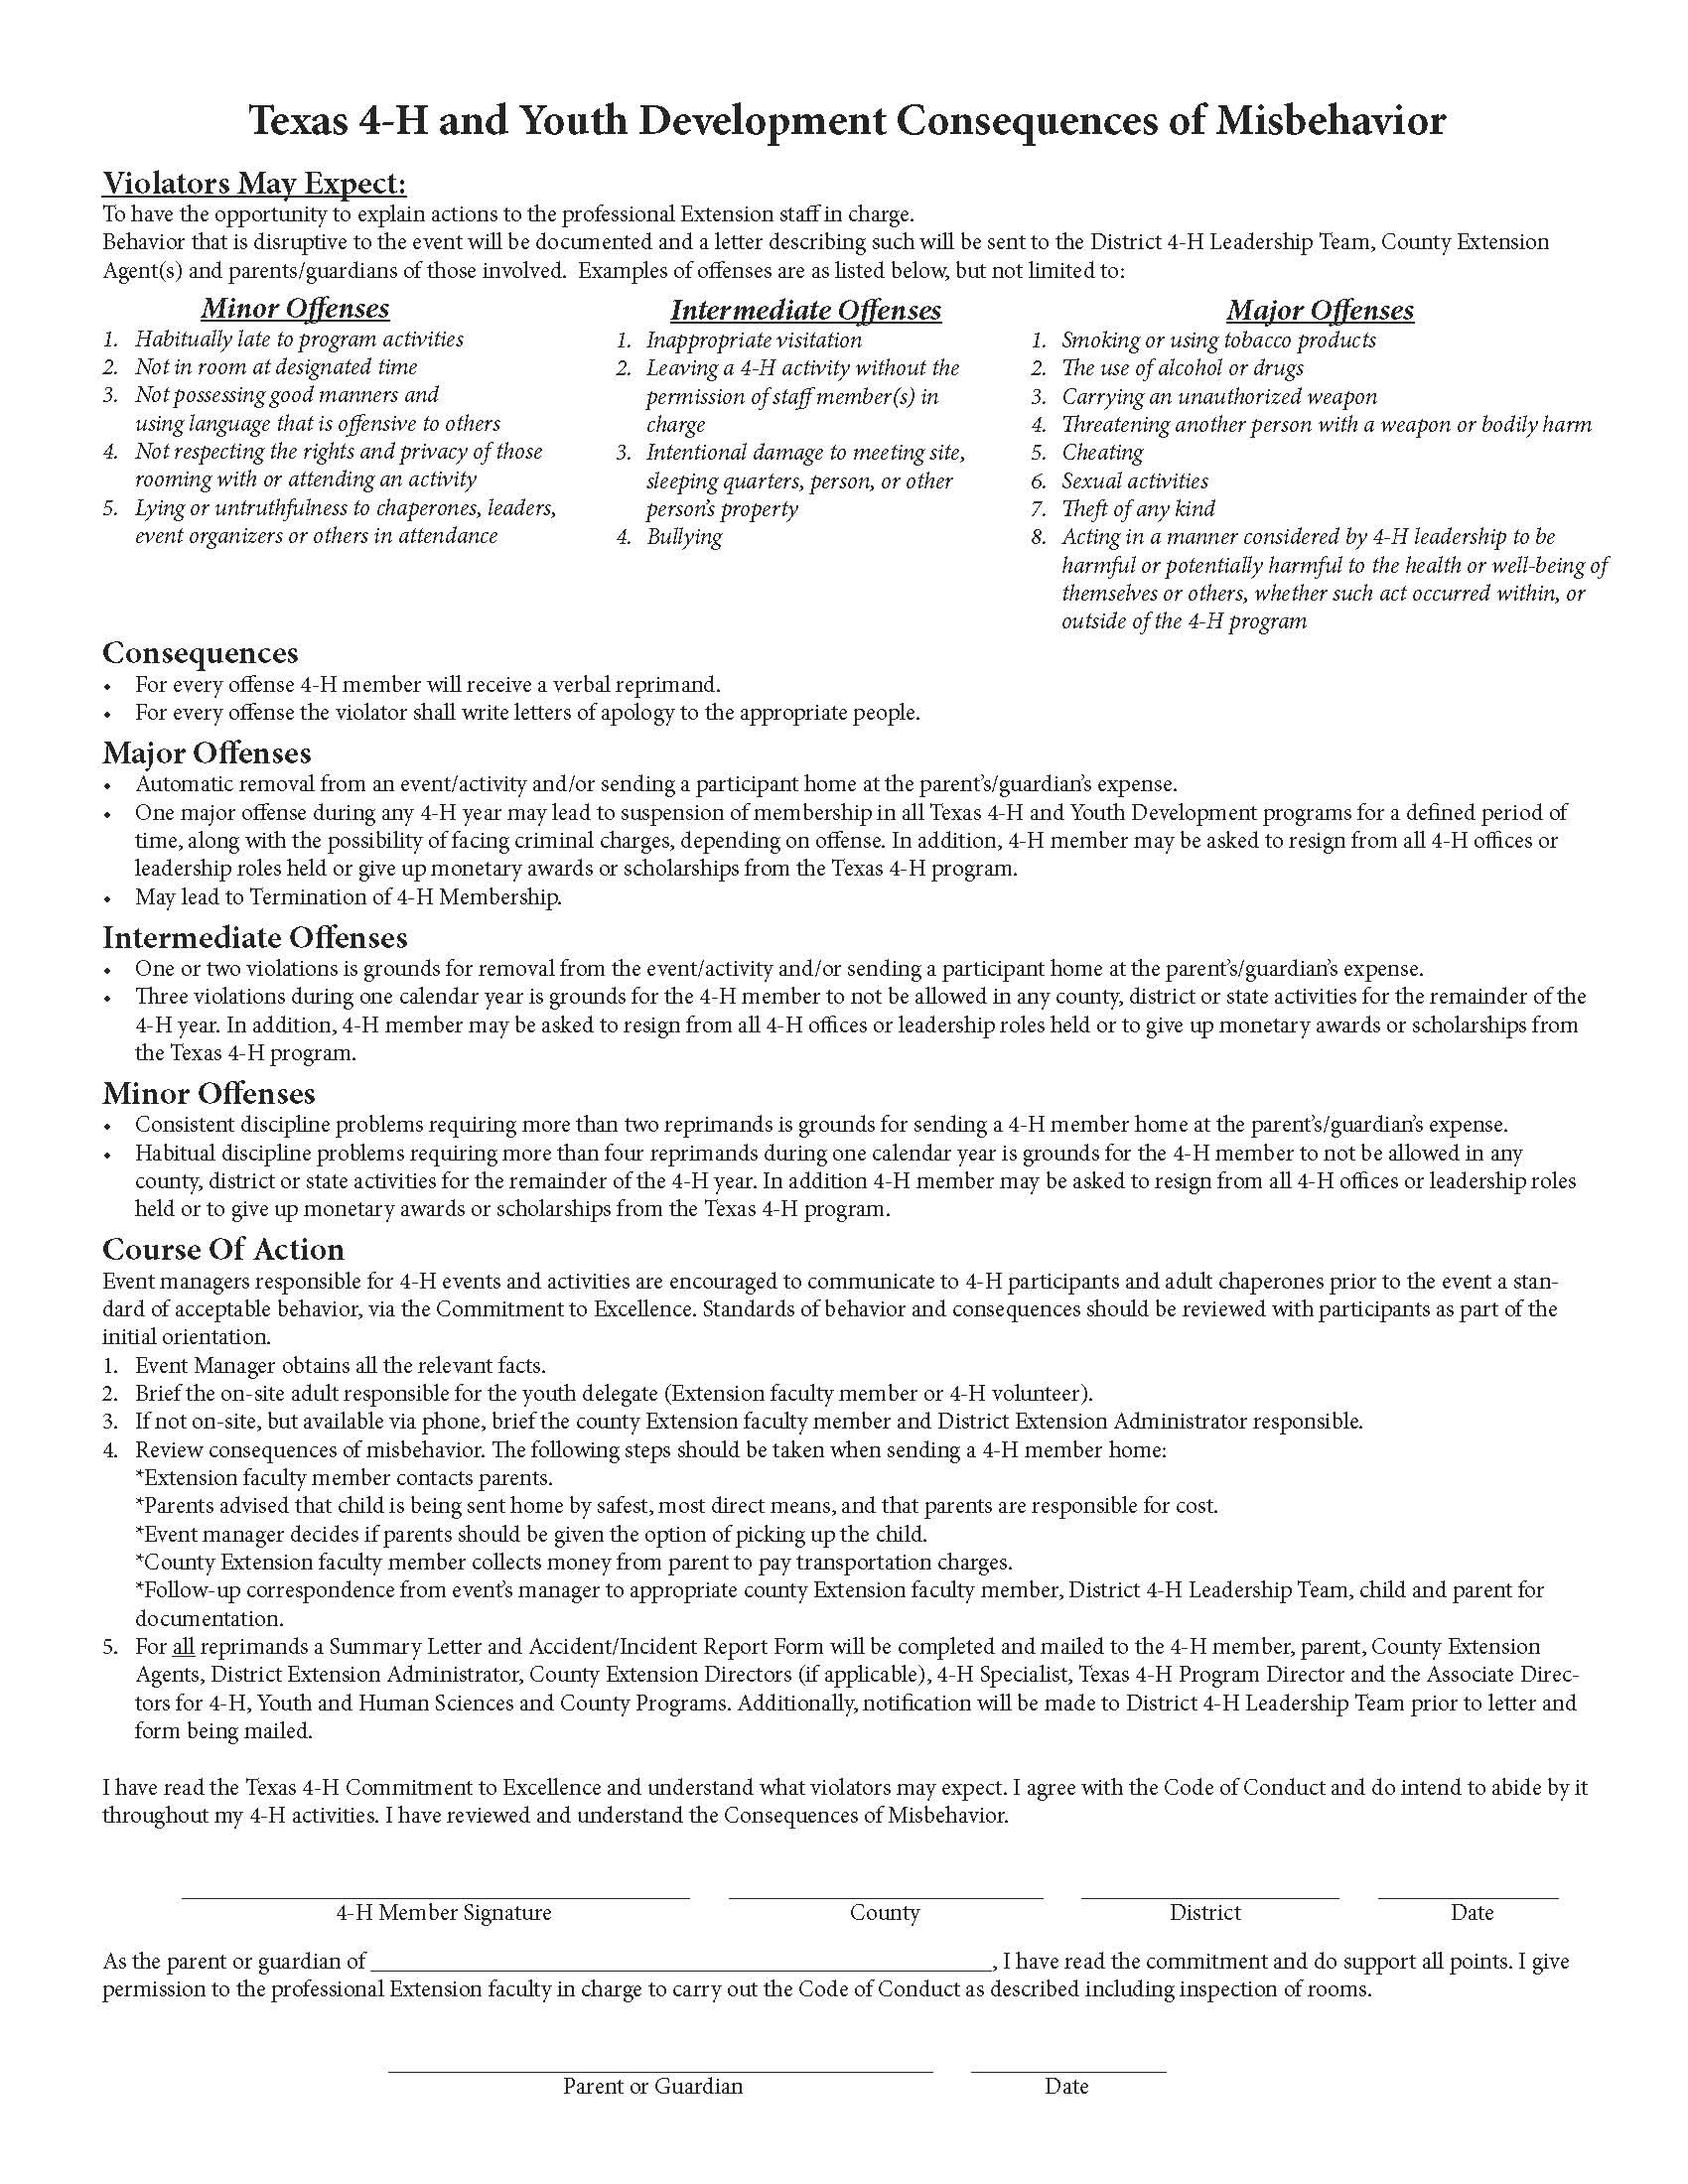 Texas 4-H and Youth Development Consequences of Misbehavior
Violators May Expect:
To have the opportunity to explain actions to the professional Extension staff in charge.
Behavior that is disruptive to the event will be documented and a letter describing such will be sent to the District 4-H Leadership Team, County Extension
Agent(s) and parents/guardians of those involved.  Examples of offenses are as listed below, but not limited to:
Minor Offenses
1. Habitually late to program activities
2. Not in room at designated time
3. Not possessing good manners and
using language that is offensive to others
4. Not respecting the rights and privacy of those
rooming with or attending an activity
5. Lying or untruthfulness to chaperones, leaders,
event organizers or others in attendance
Intermediate Offenses
1. Inappropriate visitation
2. Leaving a 4-H activity without the
permission of staff member(s) in
charge
3. Intentional damage to meeting site,
sleeping quarters, person, or other
person's property
4. Bullying
Major Offenses
1. Smoking or using tobacco products
2. The use of alcohol or drugs
3. Carrying an unauthorized weapon
4. Threatening another person with a weapon or bodily harm
5. Cheating
6. Sexual activities
7. Theft of any kind
8. Acting in a manner considered by 4-H leadership to be
harmful or potentially harmful to the health or well-being of
themselves or others, whether such act occurred within, or
outside of the 4-H program
Consequences
• For every offense 4-H member will receive a verbal reprimand.
• For every offense the violator shall write letters of apology to the appropriate people.
Major Offenses
• Automatic removal from an event/activity and/or sending a participant home at the parent's/guardian's expense.
• One major offense during any 4-H year may lead to suspension of membership in all Texas 4-H and Youth Development programs for a defined period of
time, along with the possibility of facing criminal charges, depending on offense. In addition, 4-H member may be asked to resign from all 4-H offices or
leadership roles held or give up monetary awards or scholarships from the Texas 4-H program.
• May lead to Termination of 4-H Membership.
Intermediate Offenses
• One or two violations is grounds for removal from the event/activity and/or sending a participant home at the parent's/guardian's expense.
• Three violations during one calendar year is grounds for the 4-H member to not be allowed in any county, district or state activities for the remainder of the
4-H year. In addition, 4-H member may be asked to resign from all 4-H offices or leadership roles held or to give up monetary awards or scholarships from
the Texas 4-H program.
Minor Offenses
• Consistent discipline problems requiring more than two reprimands is grounds for sending a 4-H member home at the parent's/guardian's expense.
• Habitual discipline problems requiring more than four reprimands during one calendar year is grounds for the 4-H member to not be allowed in any
county, district or state activities for the remainder of the 4-H year. In addition 4-H member may be asked to resign from all 4-H offices or leadership roles
held or to give up monetary awards or scholarships from the Texas 4-H program.
Course Of Action
Event managers responsible for 4-H events and activities are encouraged to communicate to 4-H participants and adult chaperones prior to the event a stan-
dard of acceptable behavior, via the Commitment to Excellence. Standards of behavior and consequences should be reviewed with participants as part of the
initial orientation.
1. Event Manager obtains all the relevant facts.
2. Brief the on-site adult responsible for the youth delegate (Extension faculty member or 4-H volunteer).
3. If not on-site, but available via phone, brief the county Extension faculty member and District Extension Administrator responsible.
4. Review consequences of misbehavior. The following steps should be taken when sending a 4-H member home:
*Extension faculty member contacts parents.
*Parents advised that child is being sent home by safest, most direct means, and that parents are responsible for cost.
*Event manager decides if parents should be given the option of picking up the child.
*County Extension faculty member collects money from parent to pay transportation charges.
*Follow-up correspondence from event's manager to appropriate county Extension faculty member, District 4-H Leadership Team, child and parent for
documentation.
5. For all reprimands a Summary Letter and Accident/Incident Report Form will be completed and mailed to the 4-H member, parent, County Extension
Agents, District Extension Administrator, County Extension Directors (if applicable), 4-H Specialist, Texas 4-H Program Director and the Associate Direc-
tors for 4-H, Youth and Human Sciences and County Programs. Additionally, notification will be made to District 4-H Leadership Team prior to letter and
form being mailed.
I have read the Texas 4-H Commitment to Excellence and understand what violators may expect. I agree with the Code of Conduct and do intend to abide by it
throughout my 4-H activities. I have reviewed and understand the Consequences of Misbehavior.
4-H Member Signature County District Date
As the parent or guardian of ____________________, I have read the commitment and do support all points. I give
permission to the professional Extension faculty in charge to carry out the Code of Conduct as described including inspection of rooms.
Parent or Guardian Date